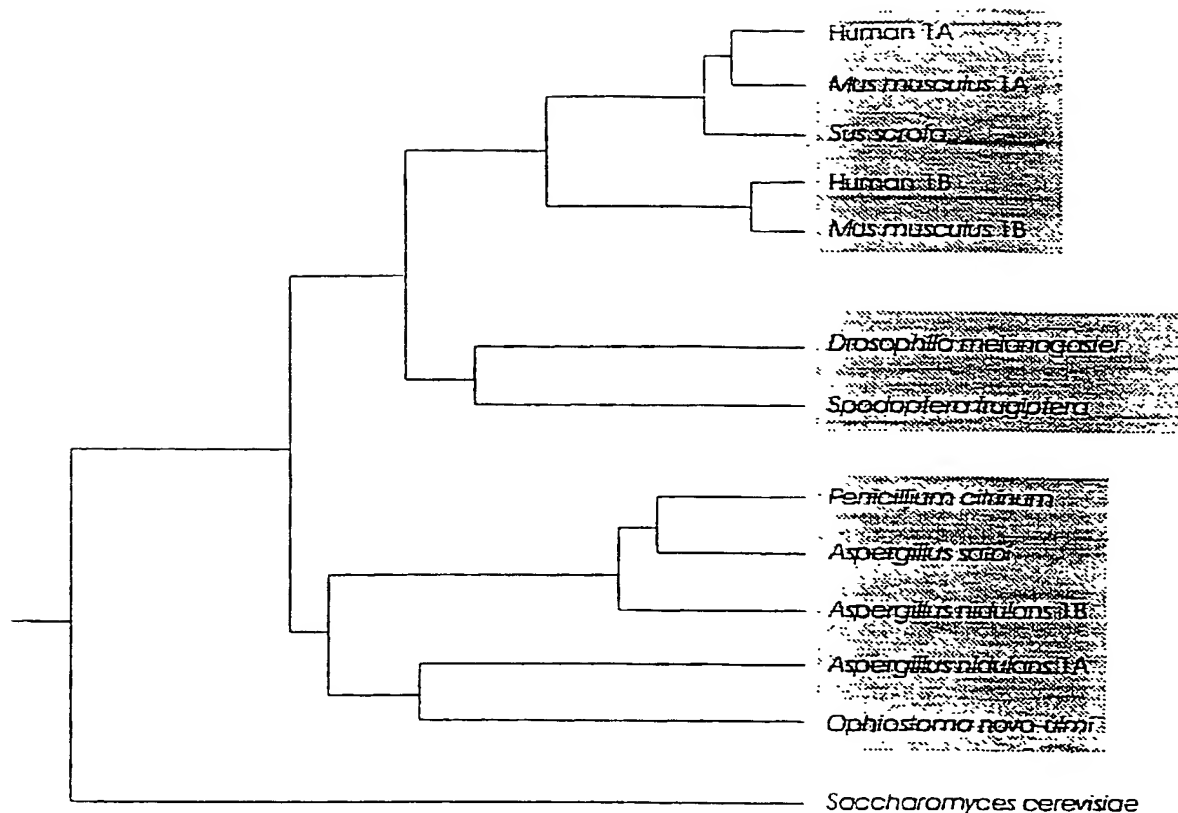 Human 1A
Mus musculus 1A
Sus scrofa
Human 1B
Mus musculus 1B
Drosophila melanogaster
Spodoptera frugiptera
Penicillium citrinum
Aspergillus saitoi
Aspergillus nidulans 1B
Aspergillus nidulans 1A
Ophiostoma novo-ulmi
Saccharomyces cerevisiae